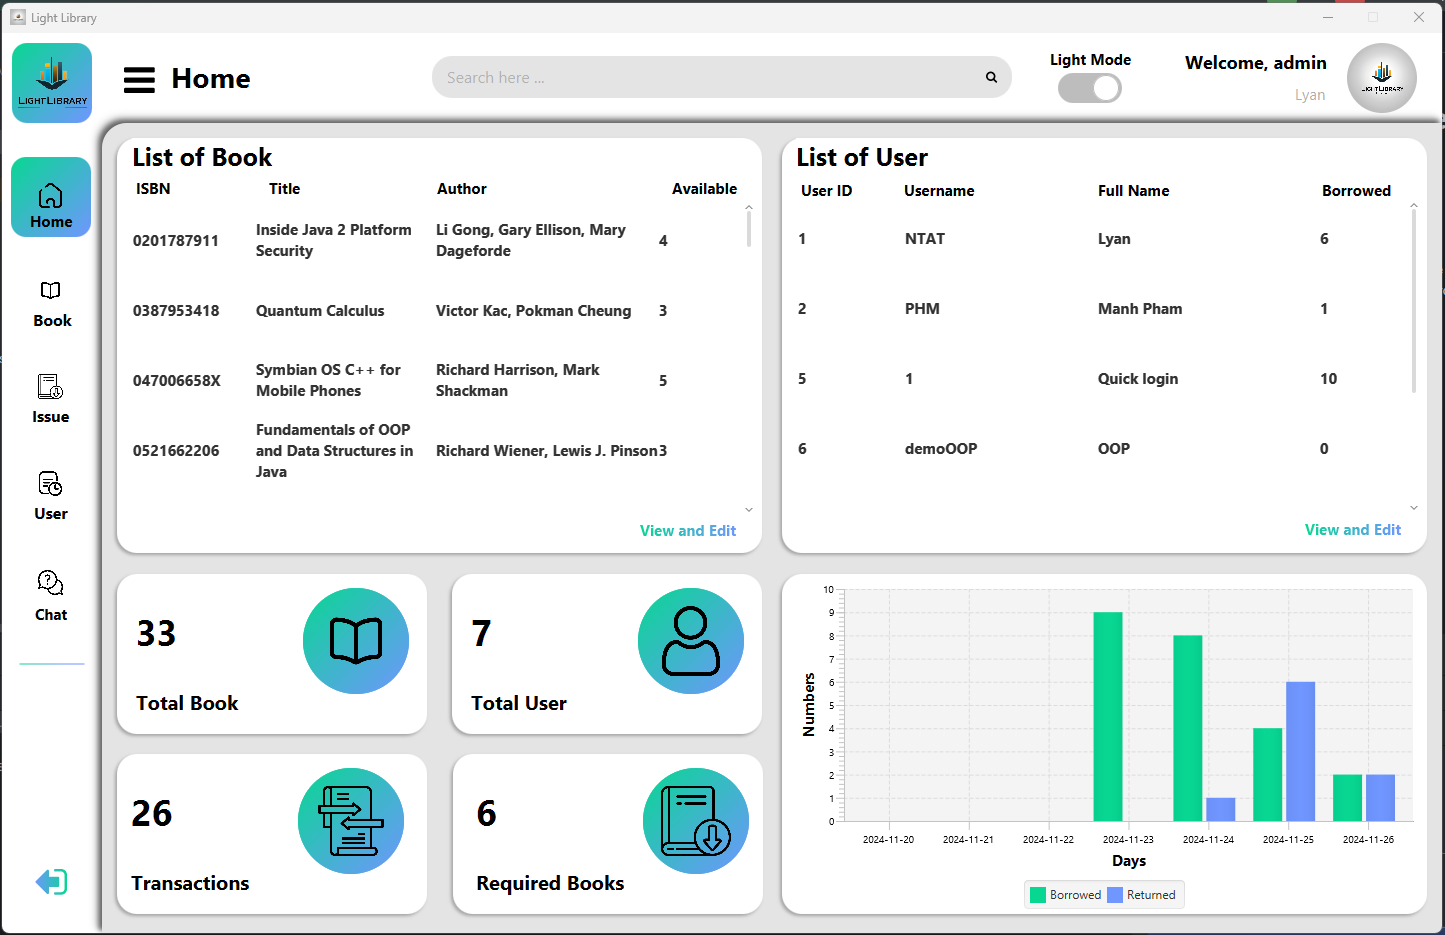 Light Library
LIGHTLIBRARY
Home
Search here ...
Light Mode
Welcome, admin
Lyan
LIGHTLIBRARY
Home
Book
Issue
User
Chat
List of Book
ISBN Title Author Available
0201787911 Inside Java 2 Platform Security Li Gong, Gary Ellison, Mary Dageforde 4
0387953418 Quantum Calculus Victor Kac, Pokman Cheung 3
047006658X Symbian OS C++ for Mobile Phones Richard Harrison, Mark Shackman 5
0521662206 Fundamentals of OOP and Data Structures in Java Richard Wiener, Lewis J. Pinson 3
View and Edit
List of User
User ID Username Full Name Borrowed
1 NTAT Lyan 6
2 PHM Manh Pham 1
5 1 Quick login 10
6 demoOOP OOP 0
View and Edit
33
Total Book
7
Total User
26
Transactions
6
Required Books
Numbers
10
9
8
7
6
5
4
3
2
1
0
2024-11-20 2024-11-21 2024-11-22 2024-11-23 2024-11-24 2024-11-25 2024-11-26
Days
Borrowed Returned